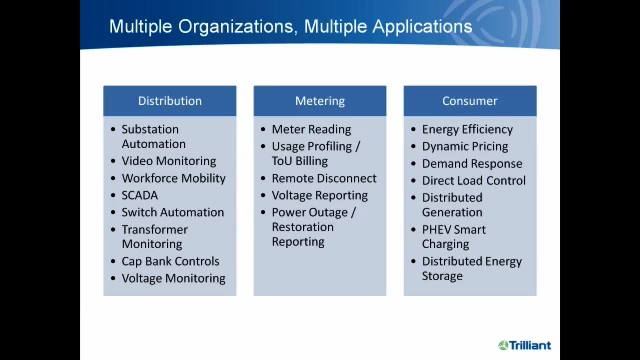 Multiple Organizations, Multiple Applications
Distribution
• Substation
Automation
• Video Monitoring
• Workforce Mobility
• SCADA
• Switch Automation
• Transformer
Monitoring
• Cap Bank Controls
• Voltage Monitoring
Metering
• Meter Reading
• Usage Profiling /
ToU Billing
• Remote Disconnect
• Voltage Reporting
• Power Outage /
Restoration
Reporting
Consumer
• Energy Efficiency
• Dynamic Pricing
• Demand Response
• Direct Load Control
• Distributed
Generation
• PHEV Smart
Charging
• Distributed Energy
Storage
Trilliant